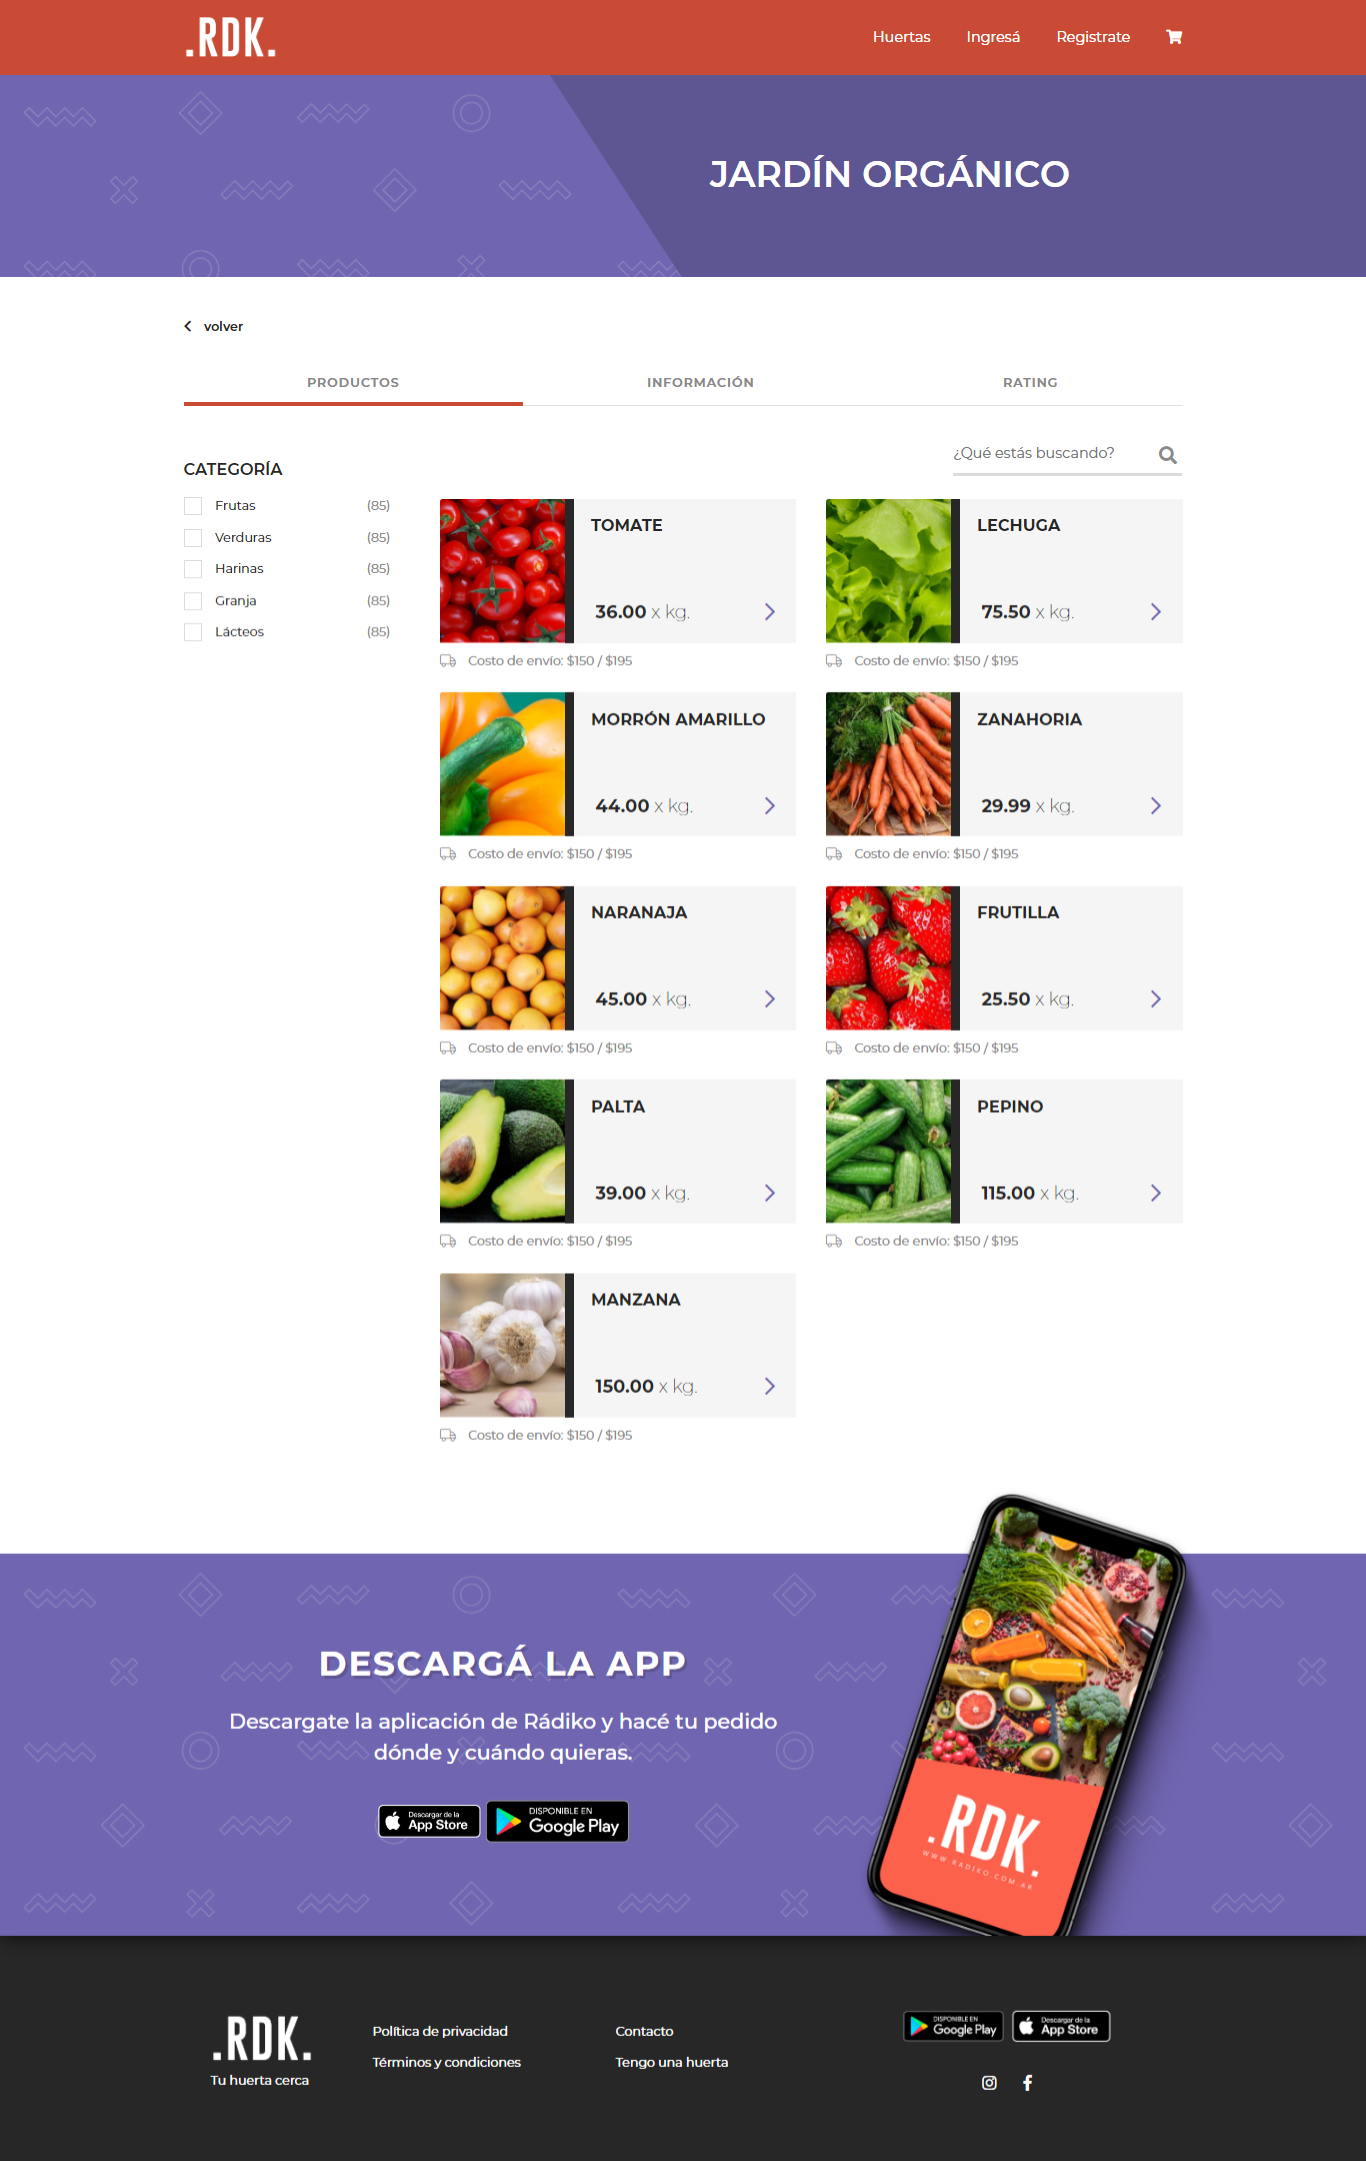 .RDK.
Huertas
Ingresá
Registrate
JARDÍN ORGÁNICO
volver
PRODUCTOS
INFORMACIÓN
RATING
¿Qué estás buscando?
CATEGORÍA
Frutas (85)
Verduras (85)
Harinas (85)
Granja (85)
Lácteos (85)
TOMATE
36.00 x kg.
Costo de envío: $150 / $195
LECHUGA
75.50 x kg.
Costo de envío: $150 / $195
MORRÓN AMARILLO
44.00 x kg.
Costo de envío: $150 / $195
ZANAHORIA
29.99 x kg.
Costo de envío: $150 / $195
NARANAJA
45.00 x kg.
Costo de envío: $150 / $195
FRUTILLA
25.50 x kg.
Costo de envío: $150 / $195
PALTA
39.00 x kg.
Costo de envío: $150 / $195
PEPINO
115.00 x kg.
Costo de envío: $150 / $195
MANZANA
150.00 x kg.
Costo de envío: $150 / $195
DESCARGÁ LA APP
Descargate la aplicación de Rádiko y hacé tu pedido
dónde y cuándo quieras.
Descargar de la
App Store
DISPONIBLE EN
Google Play
.RDK.
WWW.RADIKO.COM.AR
.RDK.
Tu huerta cerca
Política de privacidad
Términos y condiciones
Contacto
Tengo una huerta
DISPONIBLE EN
Google Play
Descargar de la
App Store